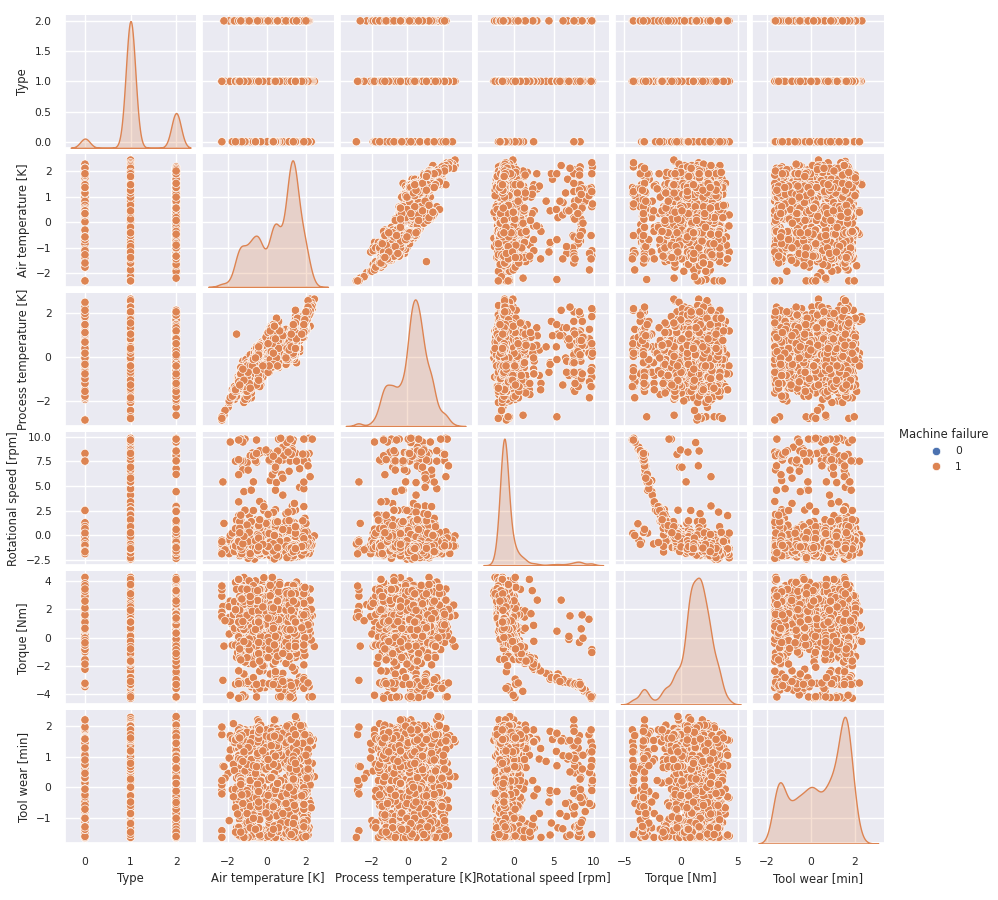 2.0
1.5
1.0
0.5
0.0
Type
2
1
0
−1
−2
Air temperature [K]
2
0
−2
Process temperature [K]
10.0
7.5
5.0
2.5
0.0
−2.5
Rotational speed [rpm]
4
2
0
−2
−4
Torque [Nm]
2
1
0
−1
Tool wear [min]
0 1 2
−2 0 2
−2 0 2
0 5 10
−5 0 5
−2 0 2
Type
Air temperature [K]
Process temperature [K]
Rotational speed [rpm]
Torque [Nm]
Tool wear [min]
Machine failure
0
1